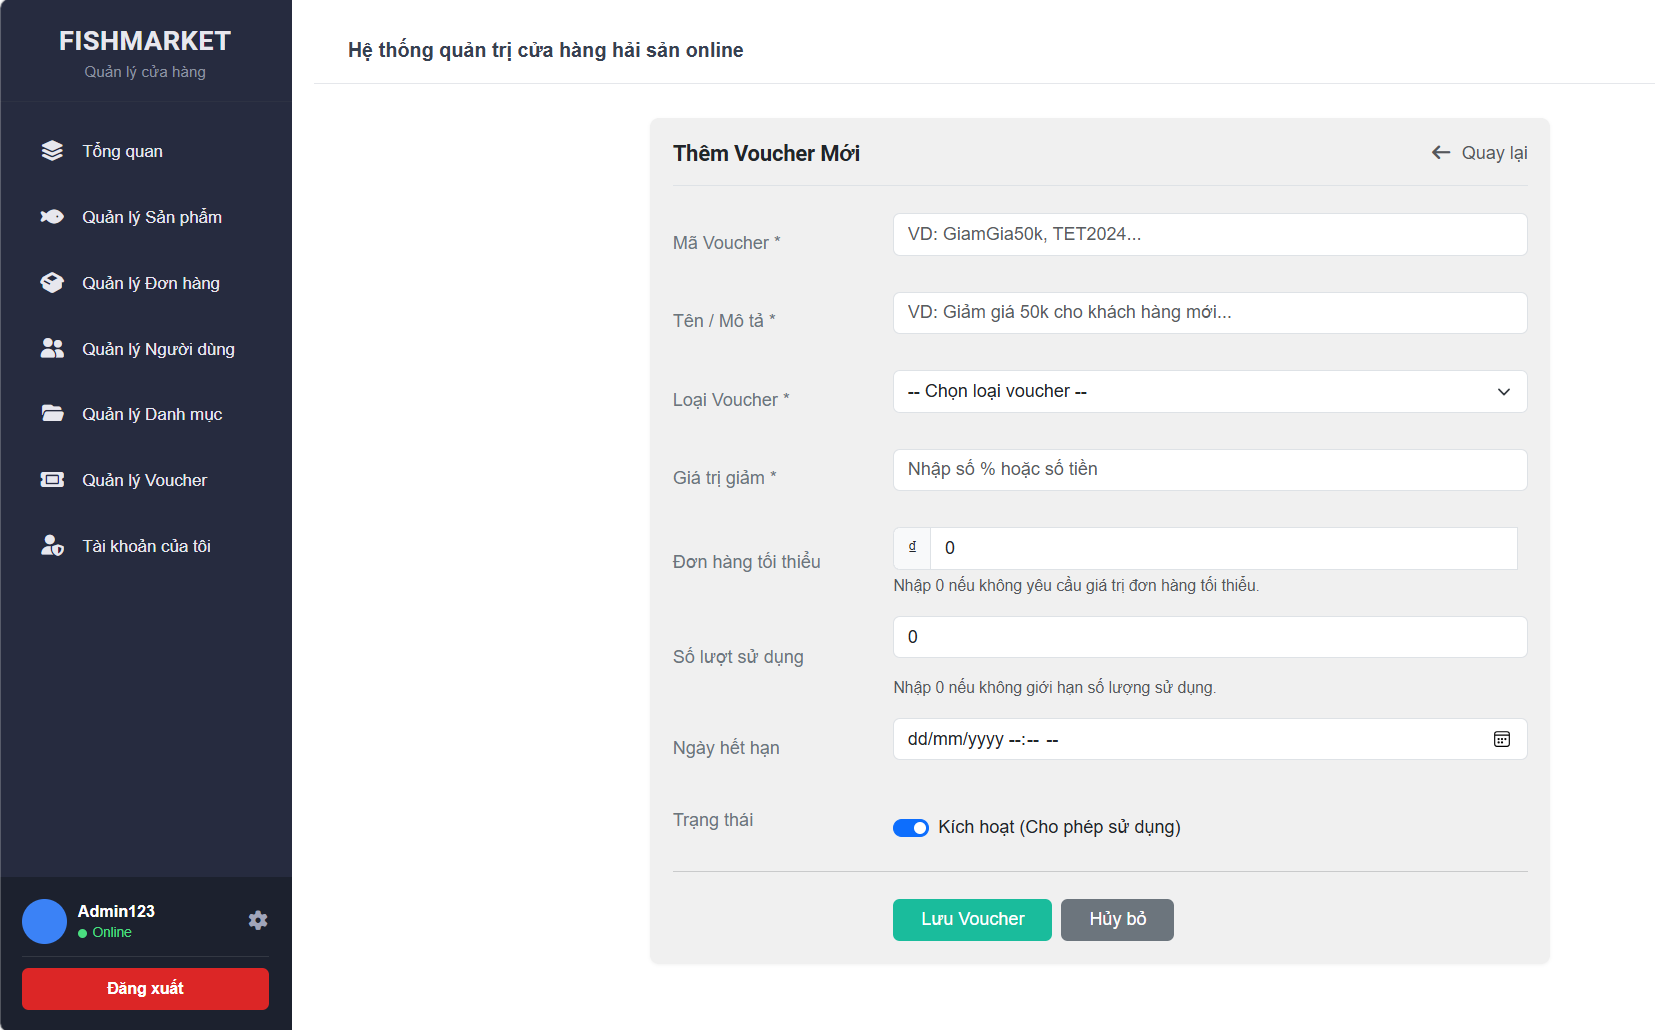 FISHMARKET
Quản lý cửa hàng
Tổng quan
Quản lý Sản phẩm
Quản lý Đơn hàng
Quản lý Người dùng
Quản lý Danh mục
Quản lý Voucher
Tài khoản của tôi
Admin123
Online
Đăng xuất
Hệ thống quản trị cửa hàng hải sản online
Thêm Voucher Mới
Quay lại
Mã Voucher *
VD: GiamGia50k, TET2024...
Tên / Mô tả *
VD: Giảm giá 50k cho khách hàng mới...
Loại Voucher *
-- Chọn loại voucher --
Giá trị giảm *
Nhập số % hoặc số tiền
Đơn hàng tối thiểu
₫ 0
Nhập 0 nếu không yêu cầu giá trị đơn hàng tối thiểu.
Số lượt sử dụng
0
Nhập 0 nếu không giới hạn số lượng sử dụng.
Ngày hết hạn
dd/mm/yyyy --:-- --
Trạng thái
Kích hoạt (Cho phép sử dụng)
Lưu Voucher
Hủy bỏ